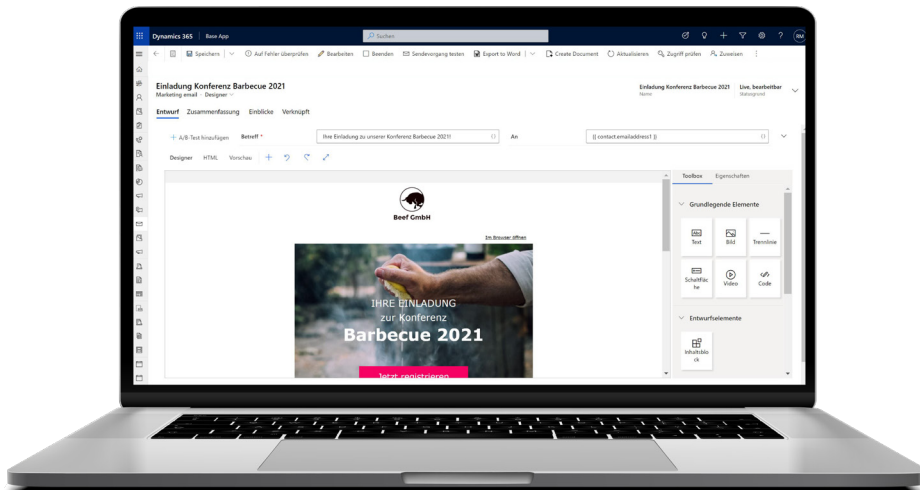 Dynamics 365 Base App Suchen RM
Speichern Auf Fehler überprüfen Bearbeiten Beenden Sendevorgang testen Export to Word Create Document Aktualisieren Zugriff prüfen Zuweisen
Einladung Konferenz Barbecue 2021 Einladung Konferenz Barbecue 2021 Live, bearbeitbar
Marketing email · Designer Name Statusgrund
Entwurf Zusammenfassung Einblicke Verknüpft
A/B-Test hinzufügen Betreff * Ihre Einladung zu unserer Konferenz Barbecue 2021! An {{ contact.emailaddress1 }}
Designer HTML Vorschau Toolbox Eigenschaften
Beef GmbH
Im Browser öffnen
IHRE EINLADUNG
zur Konferenz
Barbecue 2021
Jetzt registrieren
Grundlegende Elemente
Abc
Text Bild Trennlinie
Schaltfläc
he
Video Code
Entwurfselemente
Inhaltsblo
ck